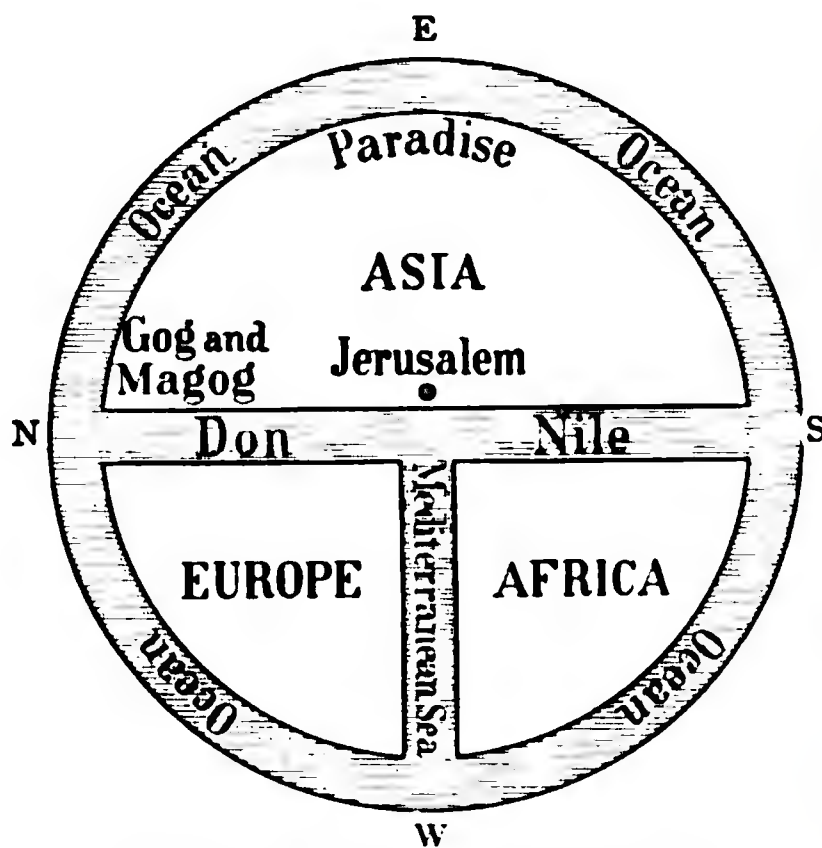 E
Paradise
Ocean
Ocean
ASIA
Gog and
Magog
Jerusalem
N
Don
Nile
S
Mediterranean Sea
EUROPE
AFRICA
Ocean
Ocean
W